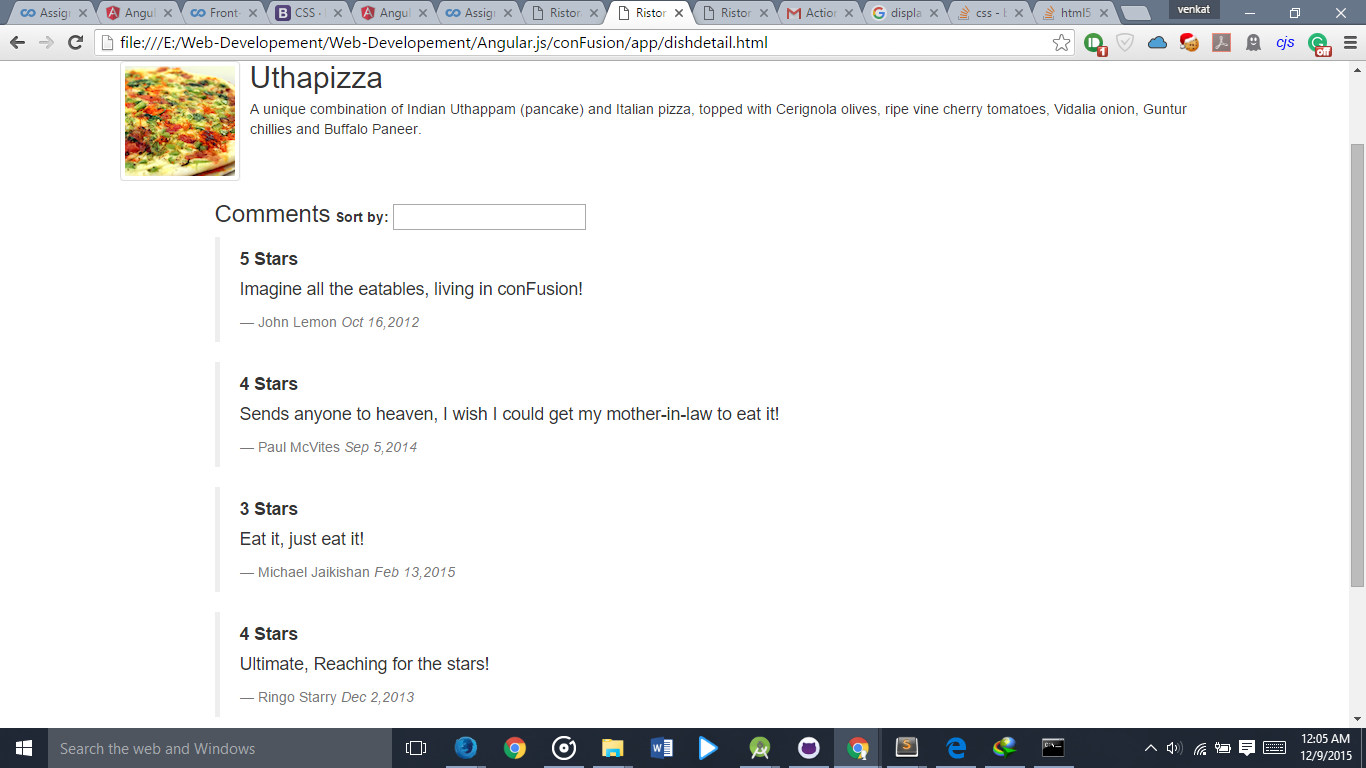 Assign
Angul
Front-
CSS ·
Angul
Assign
Ristor
Ristor
Ristor
Action
displa
css - b
html5
venkat
file:///E:/Web-Developement/Web-Developement/Angular.js/conFusion/app/dishdetail.html
1
cjs
off
Uthapizza
A unique combination of Indian Uthappam (pancake) and Italian pizza, topped with Cerignola olives, ripe vine cherry tomatoes, Vidalia onion, Guntur
chillies and Buffalo Paneer.
Comments Sort by:
5 Stars
Imagine all the eatables, living in conFusion!
— John Lemon Oct 16,2012
4 Stars
Sends anyone to heaven, I wish I could get my mother-in-law to eat it!
— Paul McVites Sep 5,2014
3 Stars
Eat it, just eat it!
— Michael Jaikishan Feb 13,2015
4 Stars
Ultimate, Reaching for the stars!
— Ringo Starry Dec 2,2013
Search the web and Windows
12:05 AM
12/9/2015